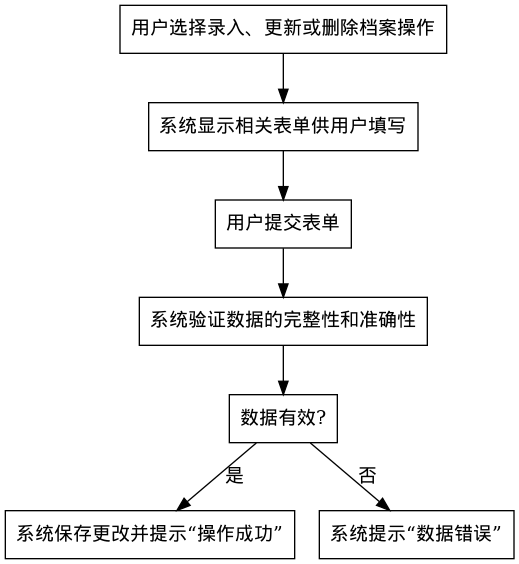 用户选择录入、更新或删除档案操作
系统显示相关表单供用户填写
用户提交表单
系统验证数据的完整性和准确性
数据有效?
是
否
系统保存更改并提示“操作成功”
系统提示“数据错误”